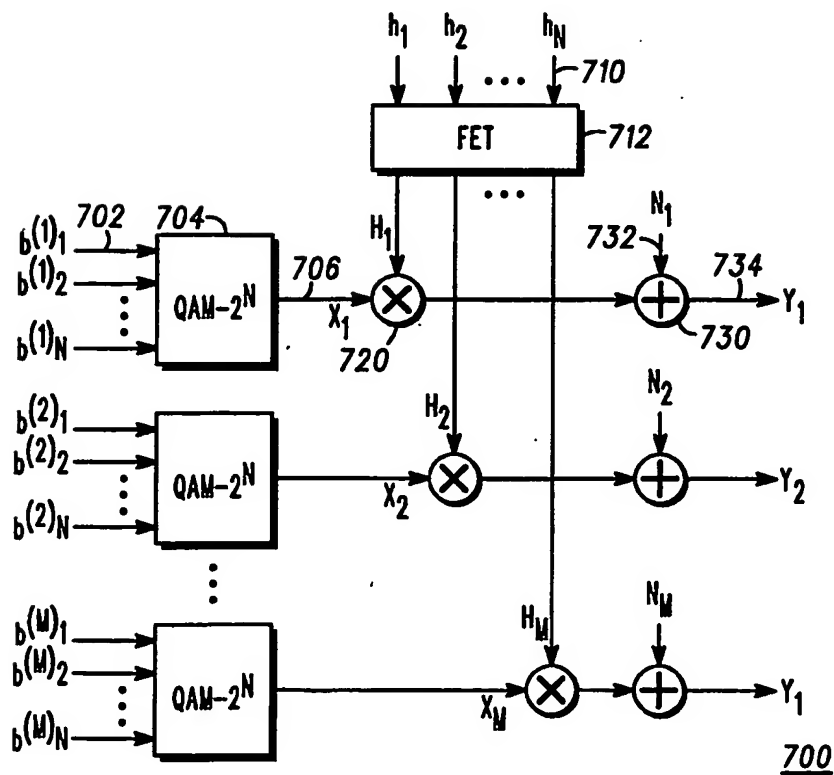 h1 h2 hN
710
FET
712
702
704
b(1)1
b(1)2
b(1)N
QAM-2N
706
X1
H1
720
N1
732
734
Y1
730
b(2)1
b(2)2
b(2)N
QAM-2N
X2
H2
N2
Y2
b(M)1
b(M)2
b(M)N
QAM-2N
XM
HM
NM
Y1
700